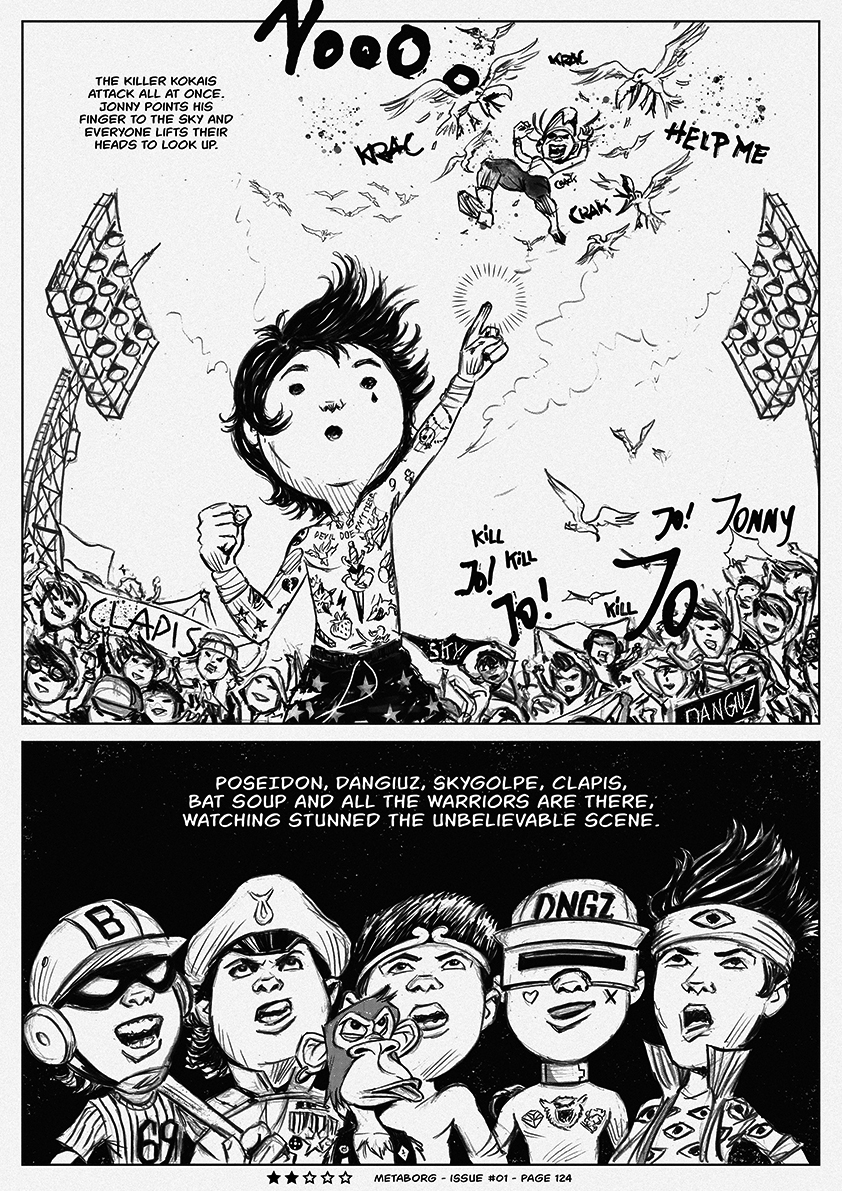 NOOO
KRAC
THE KILLER KOKAIS
ATTACK ALL AT ONCE.
JONNY POINTS HIS
FINGER TO THE SKY AND
EVERYONE LIFTS THEIR
HEADS TO LOOK UP.
KRAC
HELP ME
CRAK
KILL
JO!
KILL
JO!
KILL
JO
JO!
JONNY
CLAPIS
SKY
DANGIUZ
POSEIDON, DANGIUZ, SKYGOLPE, CLAPIS,
BAT SOUP AND ALL THE WARRIORS ARE THERE,
WATCHING STUNNED THE UNBELIEVABLE SCENE.
B
DNGZ
69
METABORG - ISSUE #01 - PAGE 124